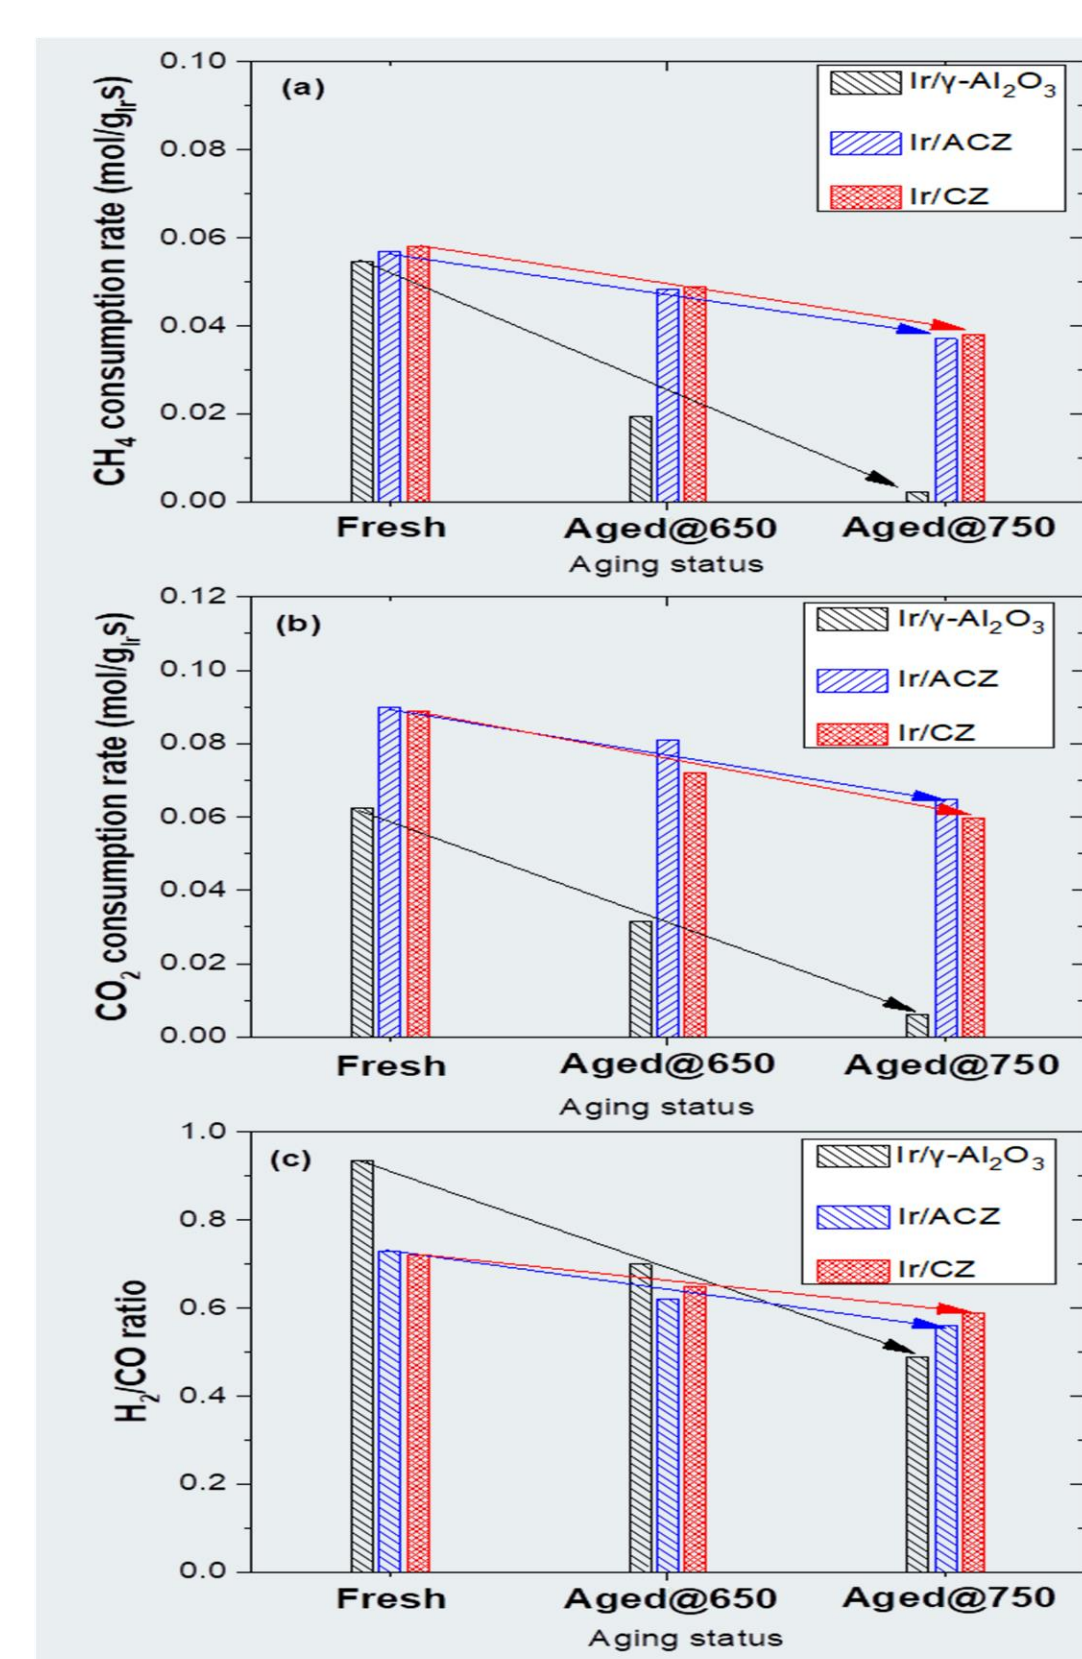 CH₄ consumption rate (mol/gIrs)
0.10
0.08
0.06
0.04
0.02
0.00
(a)
Ir/γ-Al₂O₃
Ir/ACZ
Ir/CZ
Fresh Aged@650 Aged@750
Aging status
CO₂ consumption rate (mol/gIrs)
0.12
0.10
0.08
0.06
0.04
0.02
0.00
(b)
Ir/γ-Al₂O₃
Ir/ACZ
Ir/CZ
Fresh Aged@650 Aged@750
Aging status
H₂/CO ratio
1.0
0.8
0.6
0.4
0.2
0.0
(c)
Ir/γ-Al₂O₃
Ir/ACZ
Ir/CZ
Fresh Aged@650 Aged@750
Aging status